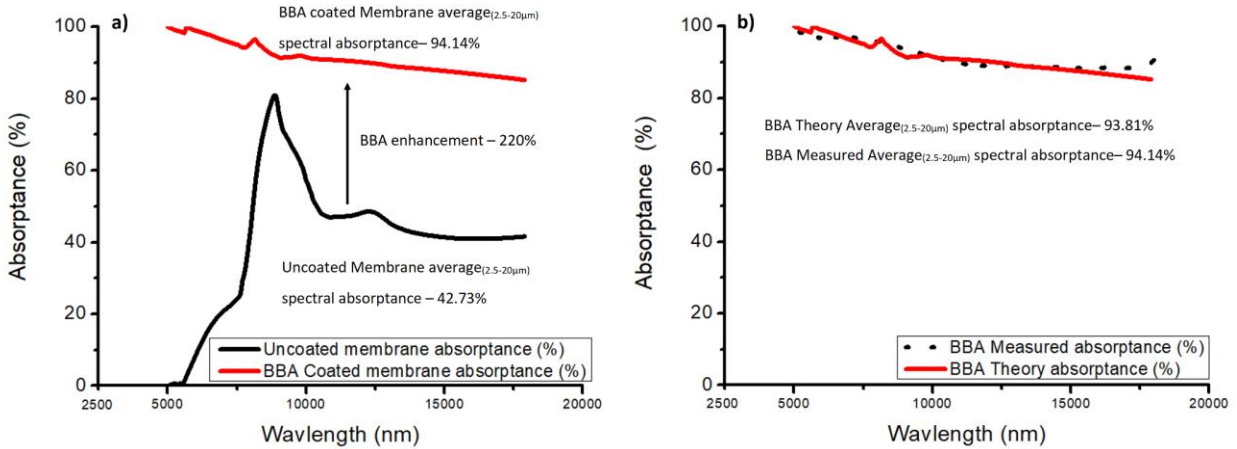 a)
BBA coated Membrane average(2.5-20μm)
spectral absorptance– 94.14%
BBA enhancement – 220%
Uncoated Membrane average(2.5-20μm)
spectral absorptance – 42.73%
Uncoated membrane absorptance (%)
BBA Coated membrane absorptance (%)
Absorptance (%)
100
80
60
40
20
0
2500
5000
7500
10000
15000
20000
Wavlength (nm)
b)
BBA Theory Average(2.5-20μm) spectral absorptance– 93.81%
BBA Measured Average(2.5-20μm) spectral absorptance– 94.14%
BBA Measured absorptance (%)
BBA Theory absorptance (%)
Absorptance (%)
100
80
60
40
20
0
2500
5000
7500
10000
15000
20000
Wavlength (nm)